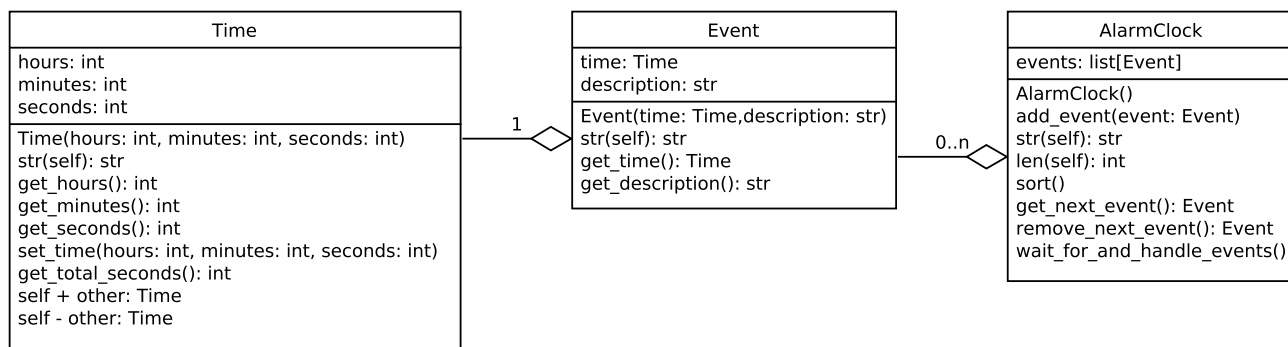 Time
hours: int
minutes: int
seconds: int
Time(hours: int, minutes: int, seconds: int)
str(self): str
get_hours(): int
get_minutes(): int
get_seconds(): int
set_time(hours: int, minutes: int, seconds: int)
get_total_seconds(): int
self + other: Time
self - other: Time
1
Event
time: Time
description: str
Event(time: Time,description: str)
str(self): str
get_time(): Time
get_description(): str
0..n
AlarmClock
events: list[Event]
AlarmClock()
add_event(event: Event)
str(self): str
len(self): int
sort()
get_next_event(): Event
remove_next_event(): Event
wait_for_and_handle_events()